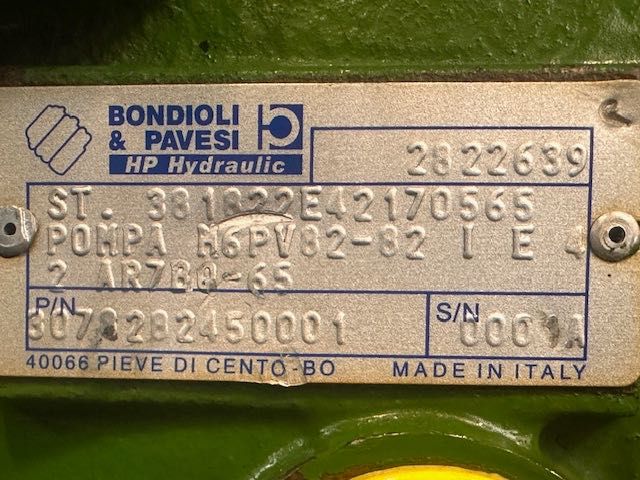 BONDIOLI
& PAVESI
HP Hydraulic
2822639
ST. 381822E42170565
POMPA M6PV82-82 I E 4
2 AR7BQ-65
P/N
S/N
40066 PIEVE DI CENTO-BO
MADE IN ITALY